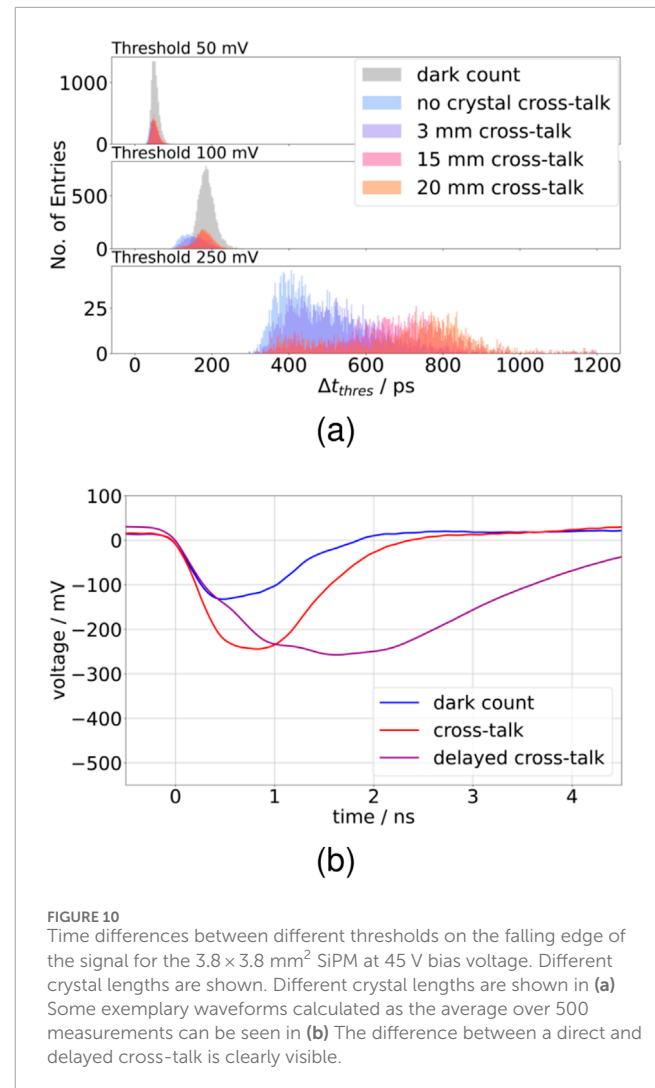 Threshold 50 mV
1000
0
dark count
no crystal cross-talk
3 mm cross-talk
15 mm cross-talk
20 mm cross-talk
Threshold 100 mV
500
0
No. of Entries
Threshold 250 mV
25
0
0 200 400 600 800 1000 1200
Δt_thres / ps
(a)
100
0
−100
−200
−300
−400
−500
voltage / mV
dark count
cross-talk
delayed cross-talk
0 1 2 3 4
time / ns
(b)
FIGURE 10
Time differences between different thresholds on the falling edge of
the signal for the 3.8 × 3.8 mm² SiPM at 45 V bias voltage. Different
crystal lengths are shown. Different crystal lengths are shown in (a)
Some exemplary waveforms calculated as the average over 500
measurements can be seen in (b) The difference between a direct and
delayed cross-talk is clearly visible.